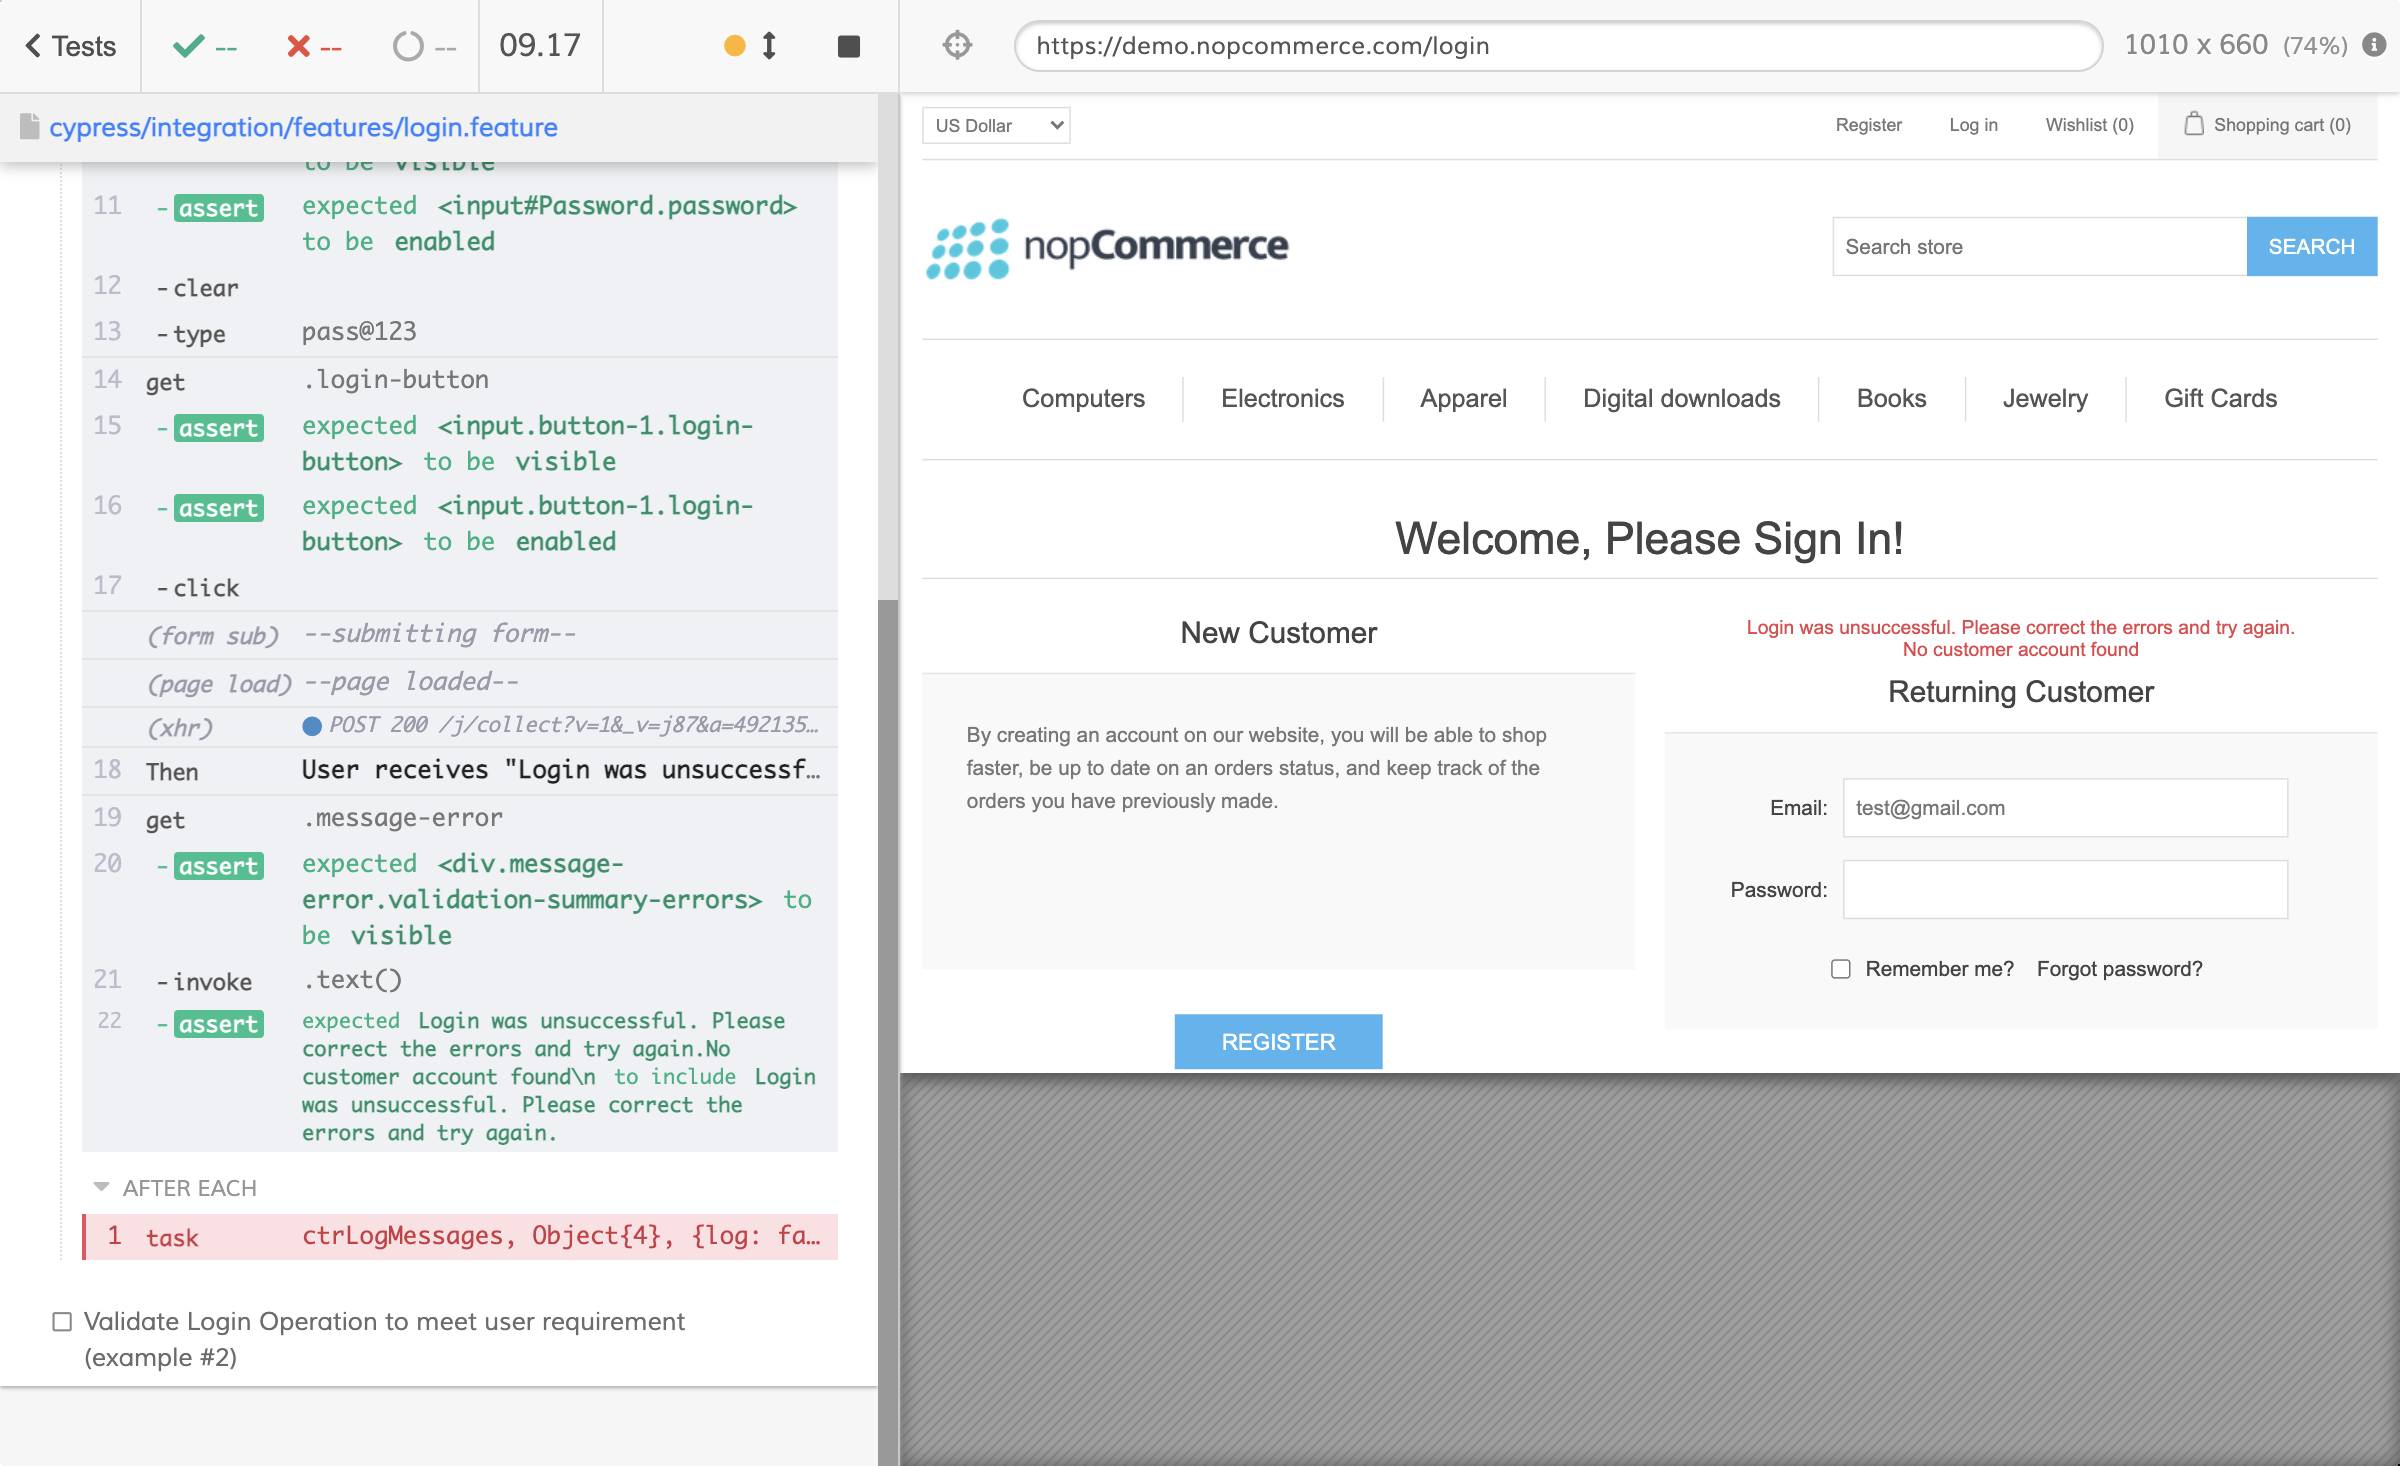 Tests
--
--
--
09.17
https://demo.nopcommerce.com/login
1010 x 660 (74%)
cypress/integration/features/login.feature
to be visible
11 -assert expected <input#Password.password>
to be enabled
12 -clear
13 -type pass@123
14 get .login-button
15 -assert expected <input.button-1.login-
button> to be visible
16 -assert expected <input.button-1.login-
button> to be enabled
17 -click
(form sub) --submitting form--
(page load) --page loaded--
(xhr) POST 200 /j/collect?v=1&_v=j87&a=492135…
18 Then User receives "Login was unsuccessf…
19 get .message-error
20 -assert expected <div.message-
error.validation-summary-errors> to
be visible
21 -invoke .text()
22 -assert expected Login was unsuccessful. Please
correct the errors and try again.No
customer account found\n to include Login
was unsuccessful. Please correct the
errors and try again.
AFTER EACH
1 task ctrLogMessages, Object{4}, {log: fa…
Validate Login Operation to meet user requirement
(example #2)
US Dollar
Register Log in Wishlist (0) Shopping cart (0)
nopCommerce
Search store
SEARCH
Computers Electronics Apparel Digital downloads Books Jewelry Gift Cards
Welcome, Please Sign In!
New Customer
By creating an account on our website, you will be able to shop
faster, be up to date on an orders status, and keep track of the
orders you have previously made.
REGISTER
Login was unsuccessful. Please correct the errors and try again.
No customer account found
Returning Customer
Email: test@gmail.com
Password:
Remember me? Forgot password?